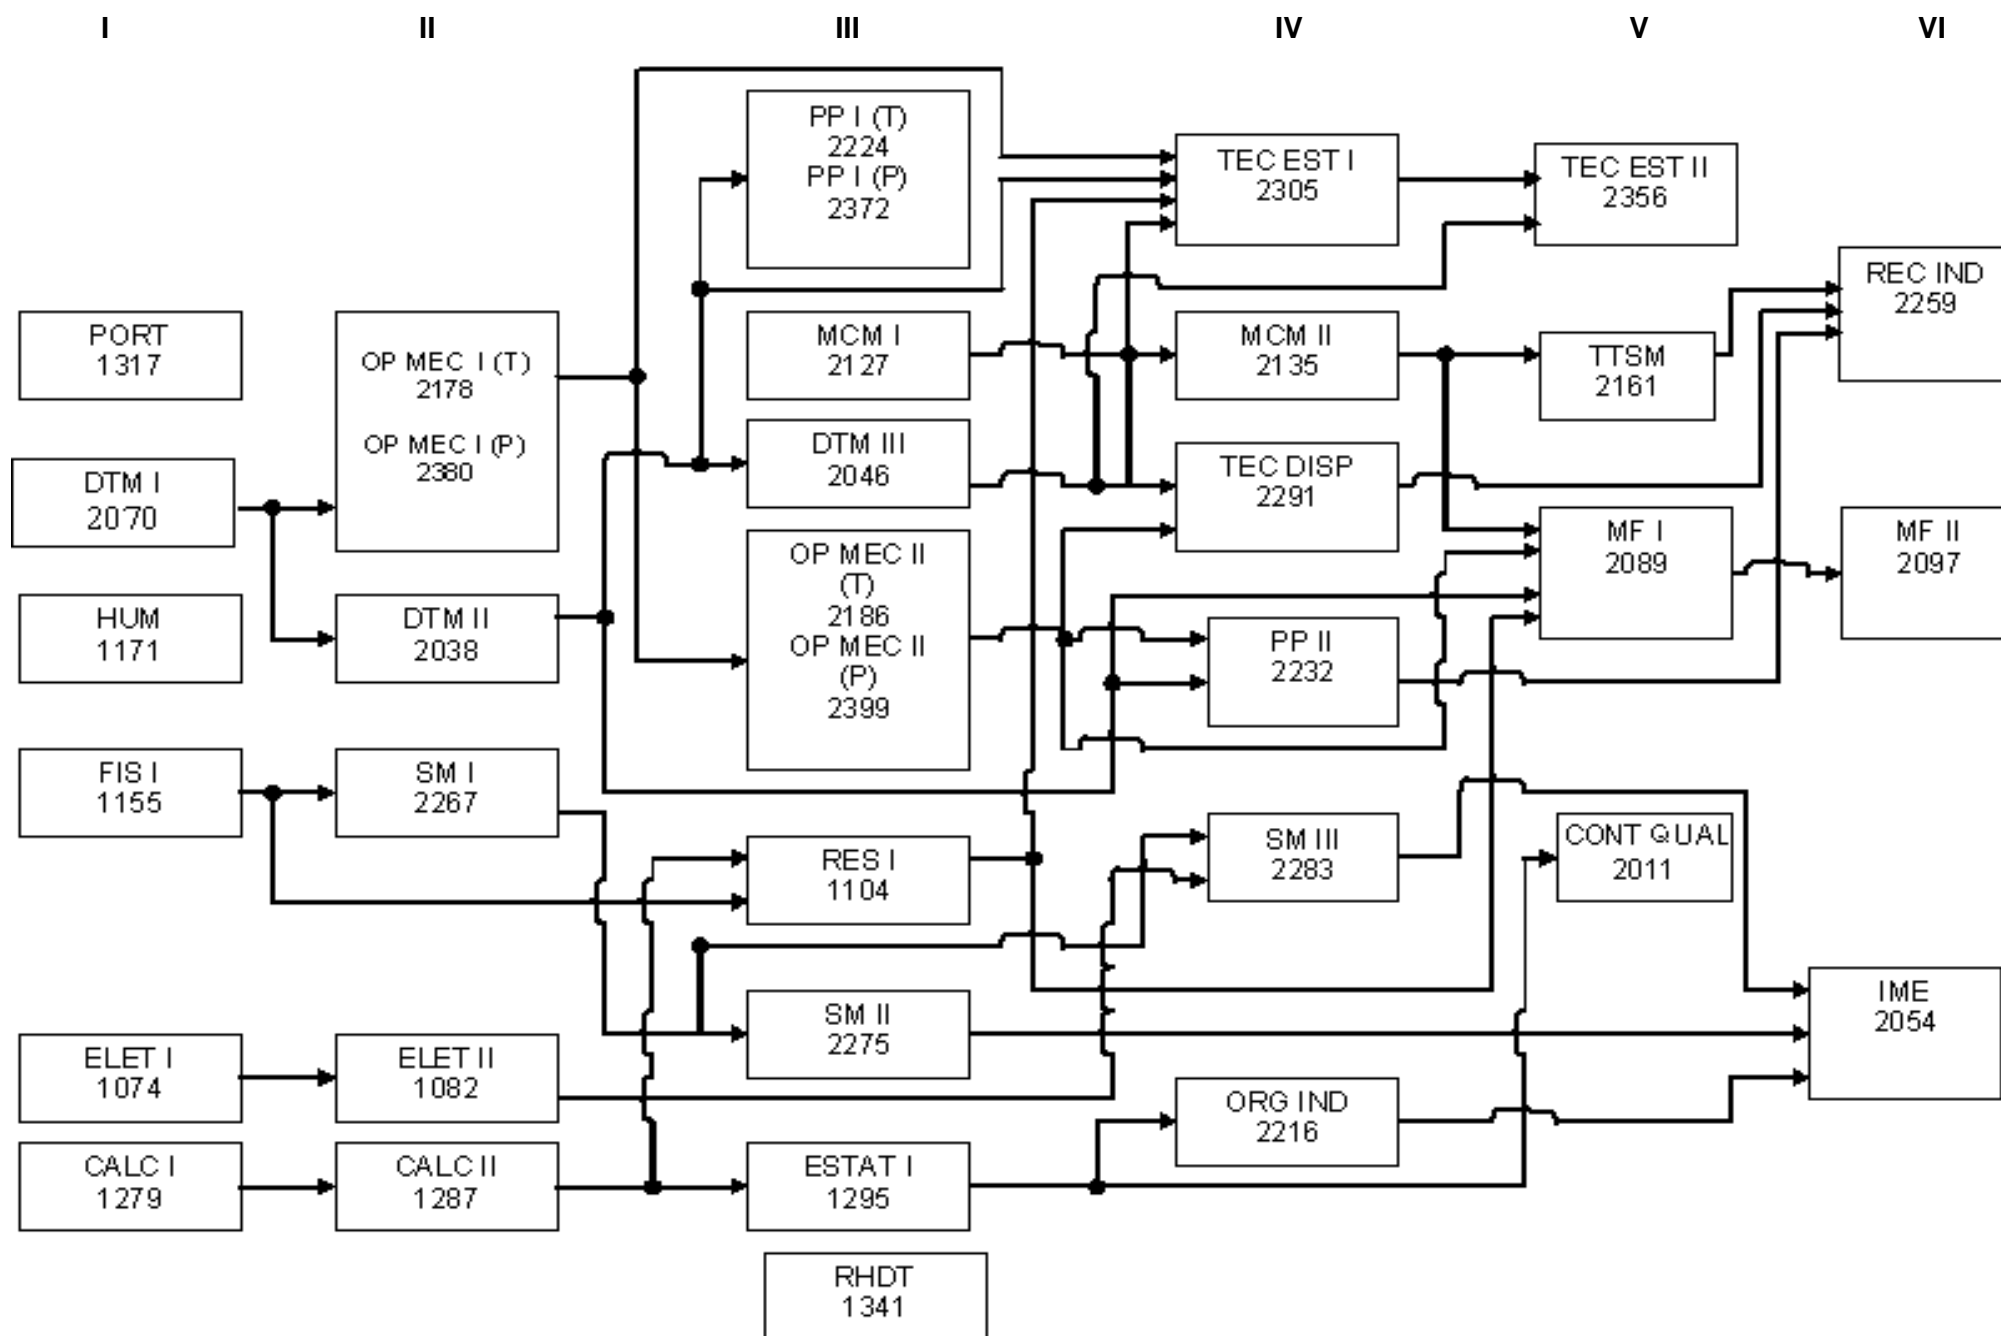 I
II
III
IV
V
VI
PORT
1317
DTM I
2070
HUM
1171
FIS I
1155
ELET I
1074
CALC I
1279
OP MEC I (T)
2178
OP MEC I (P)
2380
DTM II
2038
SM I
2267
ELET II
1082
CALC II
1287
PP I (T)
2224
PP I (P)
2372
MCM I
2127
DTM III
2046
OP MEC II
(T)
2186
OP MEC II
(P)
2399
RES I
1104
SM II
2275
ESTAT I
1295
RHDT
1341
TEC EST I
2305
MCM II
2135
TEC DISP
2291
PP II
2232
SM III
2283
ORG IND
2216
TEC EST II
2356
TTSM
2161
MF I
2089
CONT QUAL
2011
REC IND
2259
MF II
2097
IME
2054